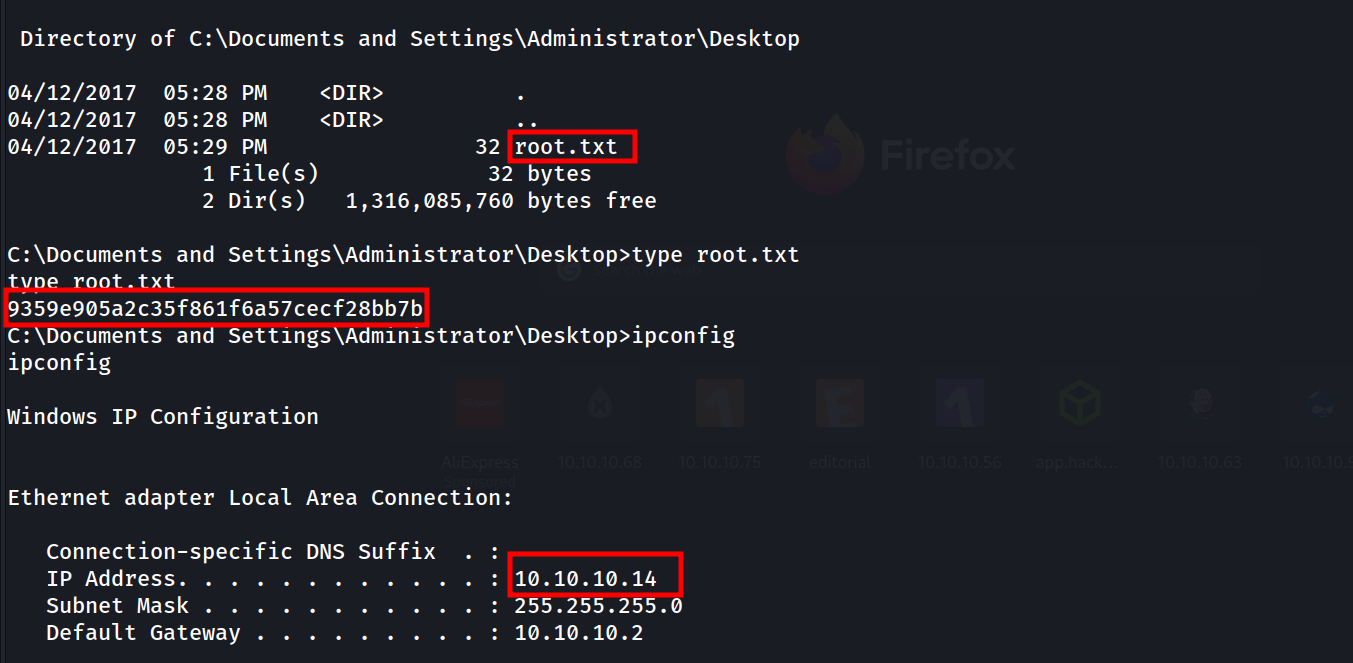 Directory of C:\Documents and Settings\Administrator\Desktop
04/12/2017  05:28 PM    <DIR>          .
04/12/2017  05:28 PM    <DIR>          ..
04/12/2017  05:29 PM                32 root.txt
1 File(s)             32 bytes
2 Dir(s)   1,316,085,760 bytes free
C:\Documents and Settings\Administrator\Desktop>type root.txt
type root.txt
9359e905a2c35f861f6a57cecf28bb7b
C:\Documents and Settings\Administrator\Desktop>ipconfig
ipconfig
Windows IP Configuration
Ethernet adapter Local Area Connection:
Connection-specific DNS Suffix  . :
IP Address. . . . . . . . . . . . : 10.10.10.14
Subnet Mask . . . . . . . . . . . : 255.255.255.0
Default Gateway . . . . . . . . . : 10.10.10.2
Firefox
AliExpress
Sponsored
10.10.10.68
10.10.10.75
editorial
10.10.10.56
app.hack...
10.10.10.63